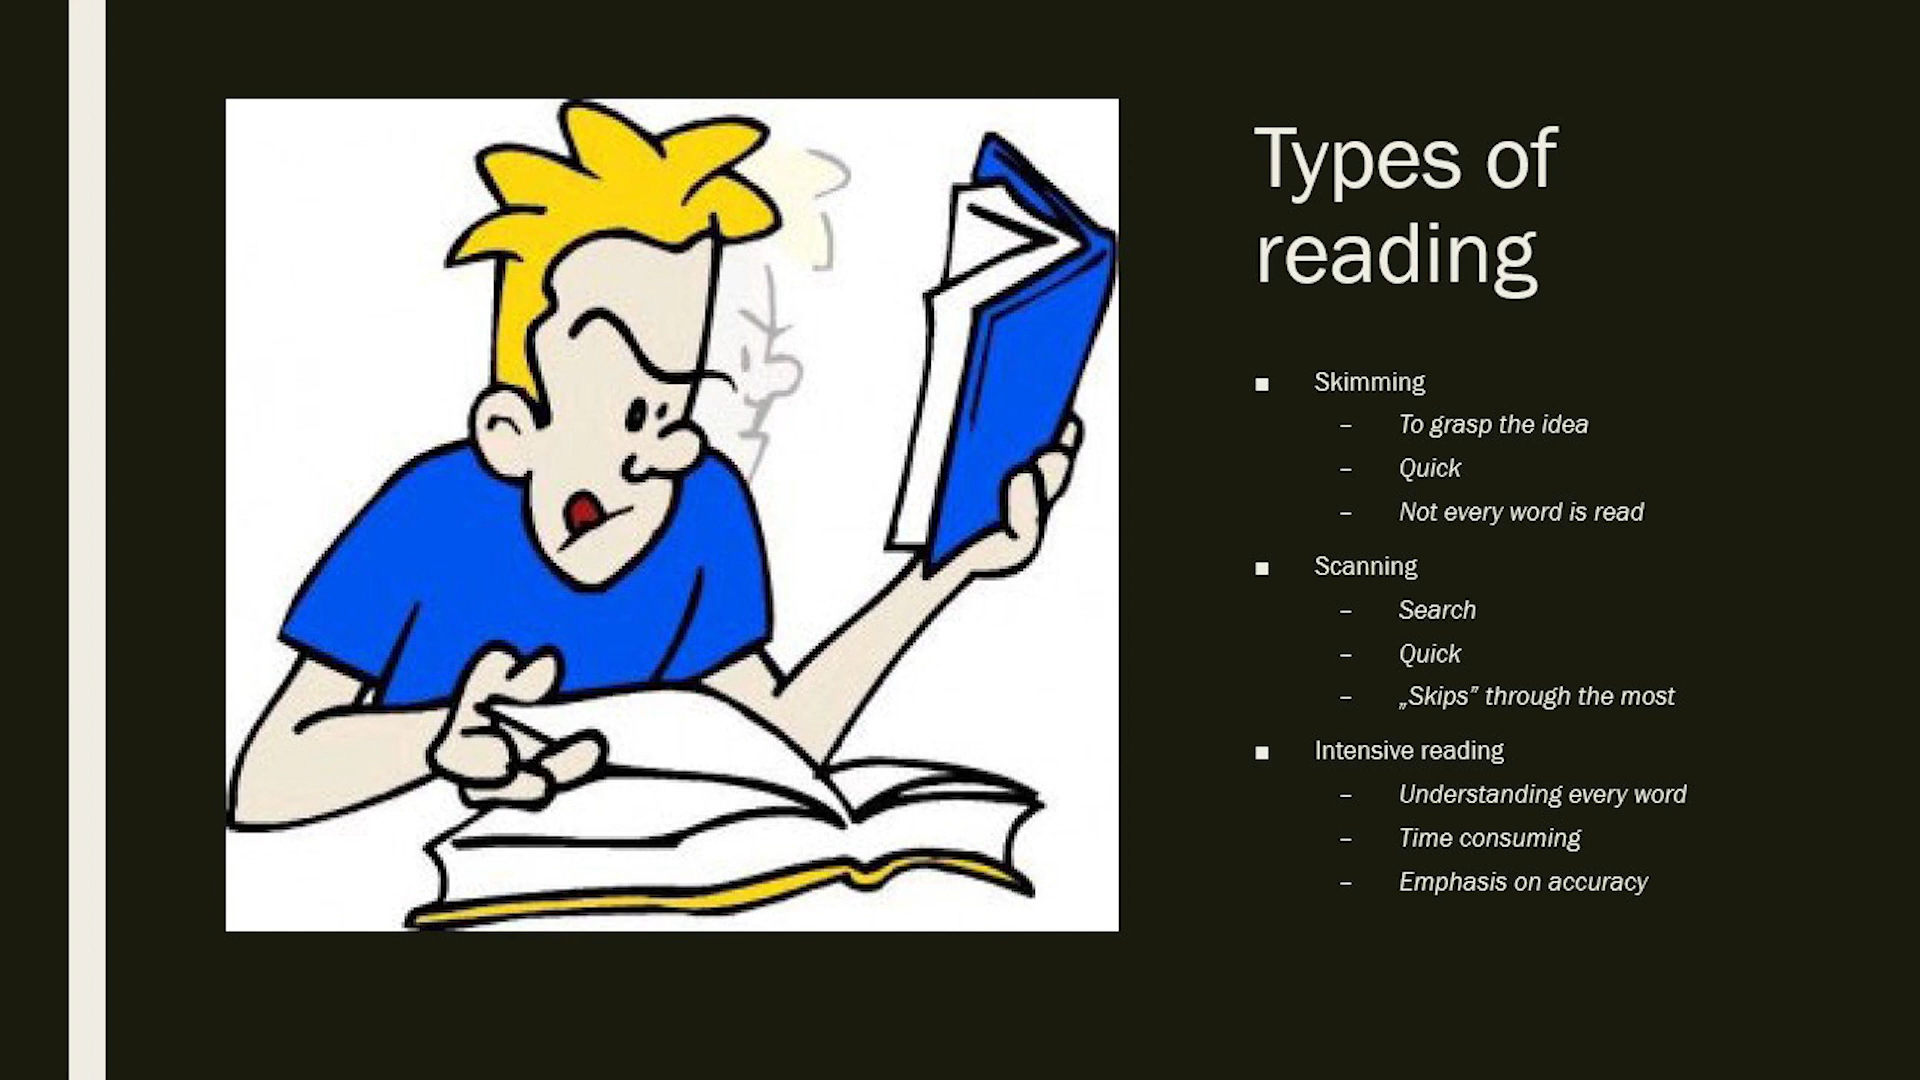 Types of
reading
■ Skimming
– To grasp the idea
– Quick
– Not every word is read
■ Scanning
– Search
– Quick
– „Skips” through the most
■ Intensive reading
– Understanding every word
– Time consuming
– Emphasis on accuracy